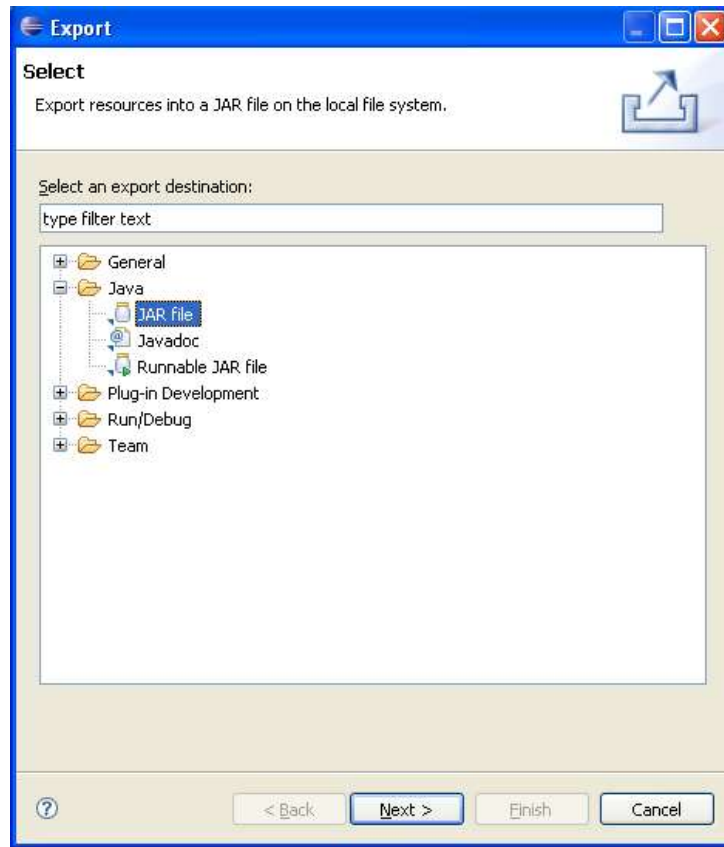 Export
Select
Export resources into a JAR file on the local file system.
Select an export destination:
type filter text
General
Java
JAR file
Javadoc
Runnable JAR file
Plug-in Development
Run/Debug
Team
< Back Next > Finish Cancel